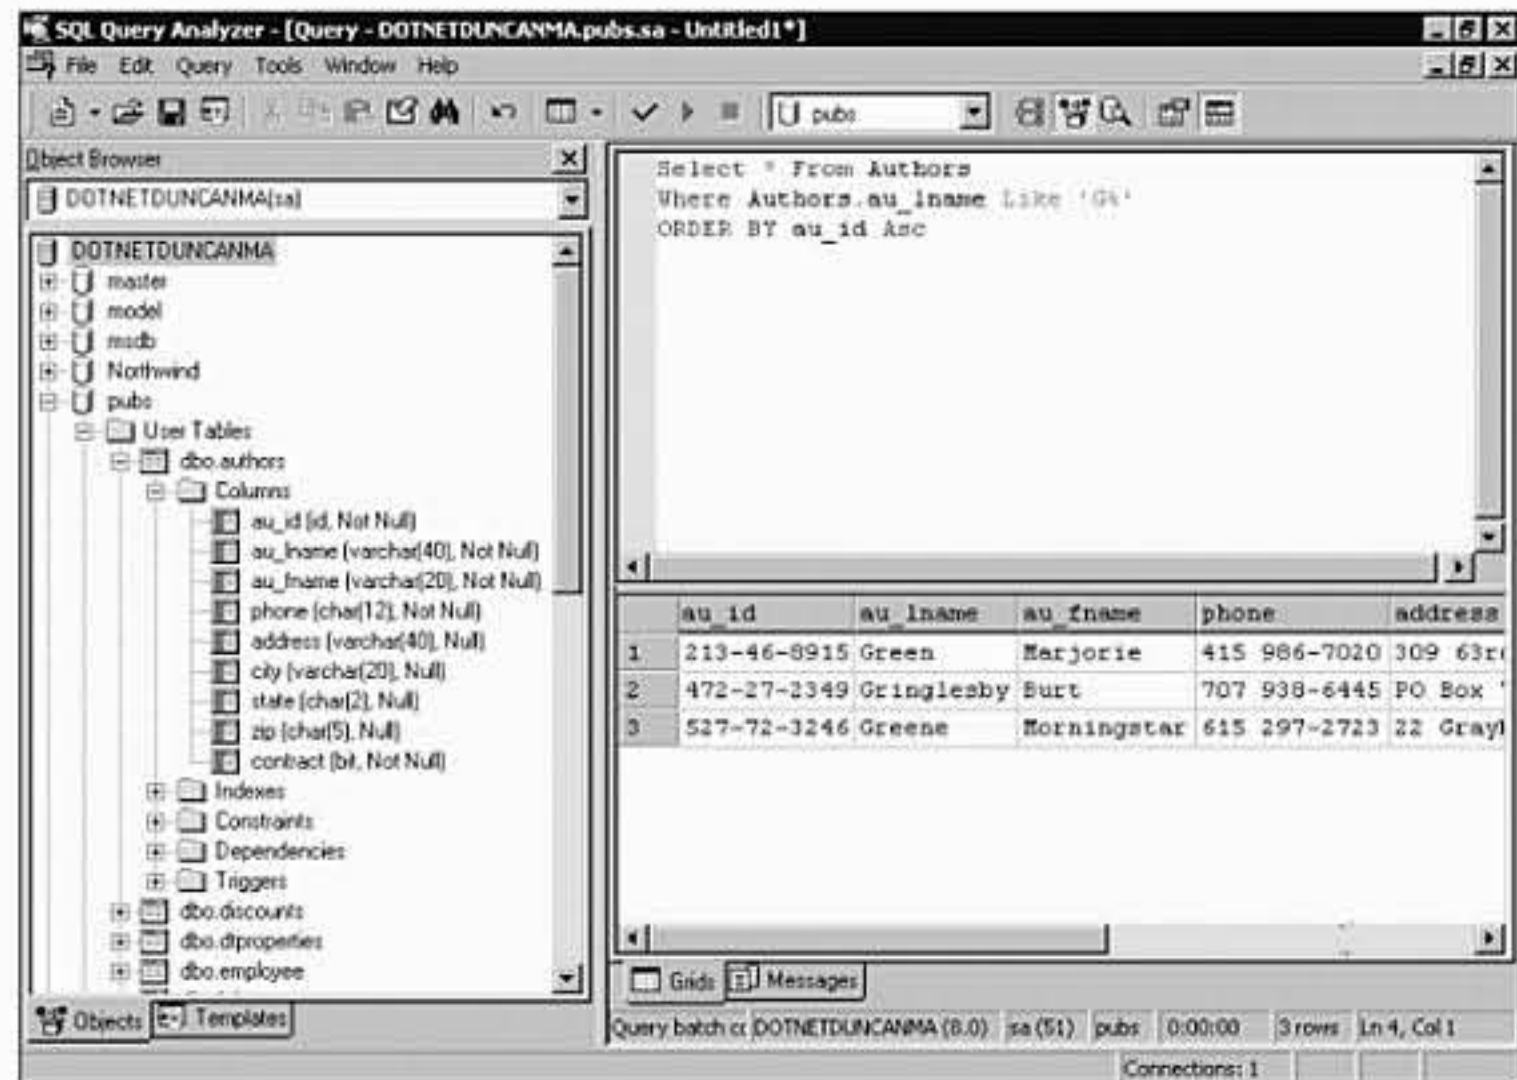 SQL Query Analyzer - [Query - DOTNETDUNCANMA.pubs.sa - Untitled1*]
File Edit Query Tools Window Help
pubs
Object Browser
DOTNETDUNCANMA(sa)
DOTNETDUNCANMA
master
model
msdb
Northwind
pubs
User Tables
dbo.authors
Columns
au_id (id, Not Null)
au_lname (varchar(40), Not Null)
au_fname (varchar(20), Not Null)
phone (char(12), Not Null)
address (varchar(40), Null)
city (varchar(20), Null)
state (char(2), Null)
zip (char(5), Null)
contract (bit, Not Null)
Indexes
Constraints
Dependencies
Triggers
dbo.discounts
dbo.dtproperties
dbo.employee
Objects Templates
Select * From Authors
Where Authors.au_lname Like 'G%'
ORDER BY au_id Asc
au_id au_lname au_fname phone address
1 213-46-8915 Green Marjorie 415 986-7020 309 63r
2 472-27-2349 Gringlesby Burt 707 938-6445 PO Box
3 527-72-3246 Greene Morningstar 615 297-2723 22 Gray
Grids Messages
Query batch cc DOTNETDUNCANMA (8.0) sa (51) pubs 0:00:00 3 rows Ln 4, Col 1
Connections: 1